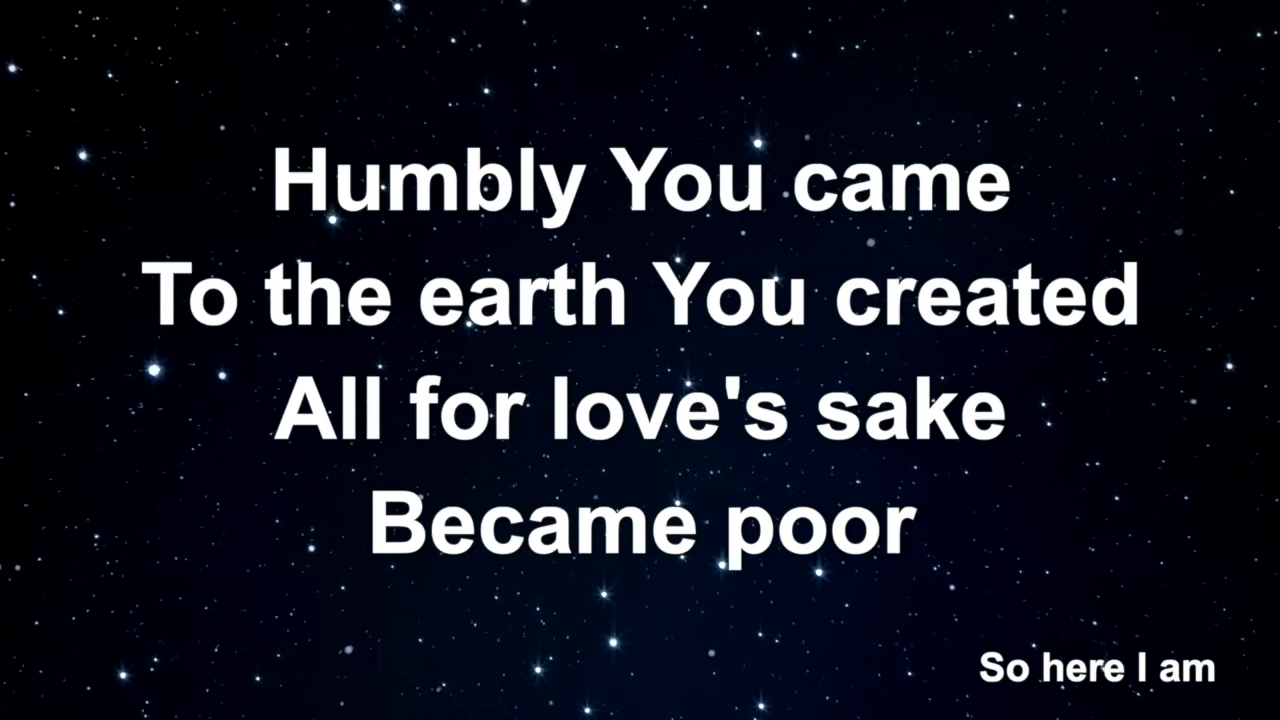 Humbly You came
To the earth You created
All for love's sake
Became poor
So here I am